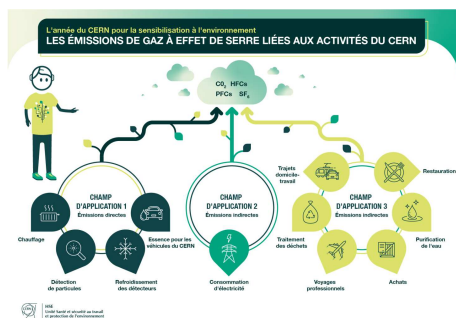 L'année du CERN pour la sensibilisation à l'environnement
LES ÉMISSIONS DE GAZ À EFFET DE SERRE LIÉES AUX ACTIVITÉS DU CERN
CO₂ HFCs
PFCs SF₆
CHAMP
D'APPLICATION 1
Émissions directes
Chauffage
Détection
de particules
Refroidissement
des détecteurs
Essence pour les
véhicules du CERN
CHAMP
D'APPLICATION 2
Émissions indirectes
Consommation
d'électricité
CHAMP
D'APPLICATION 3
Émissions indirectes
Trajets
domicile-
travail
Traitement
des déchets
Voyages
professionnels
Achats
Purification
de l'eau
Restauration
HSE
Unité Santé et sécurité au travail
et protection de l'environnement